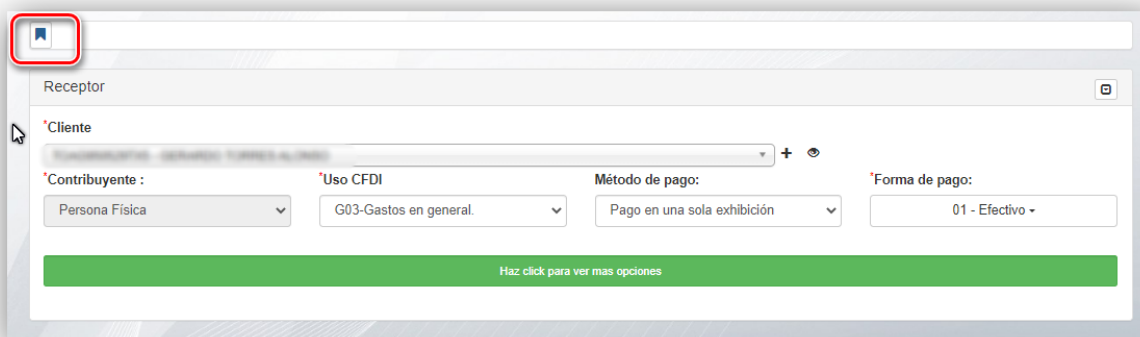 Receptor
*Cliente
*Contribuyente :
*Uso CFDI
Método de pago:
*Forma de pago:
Persona Física
G03-Gastos en general.
Pago en una sola exhibición
01 - Efectivo
Haz click para ver mas opciones